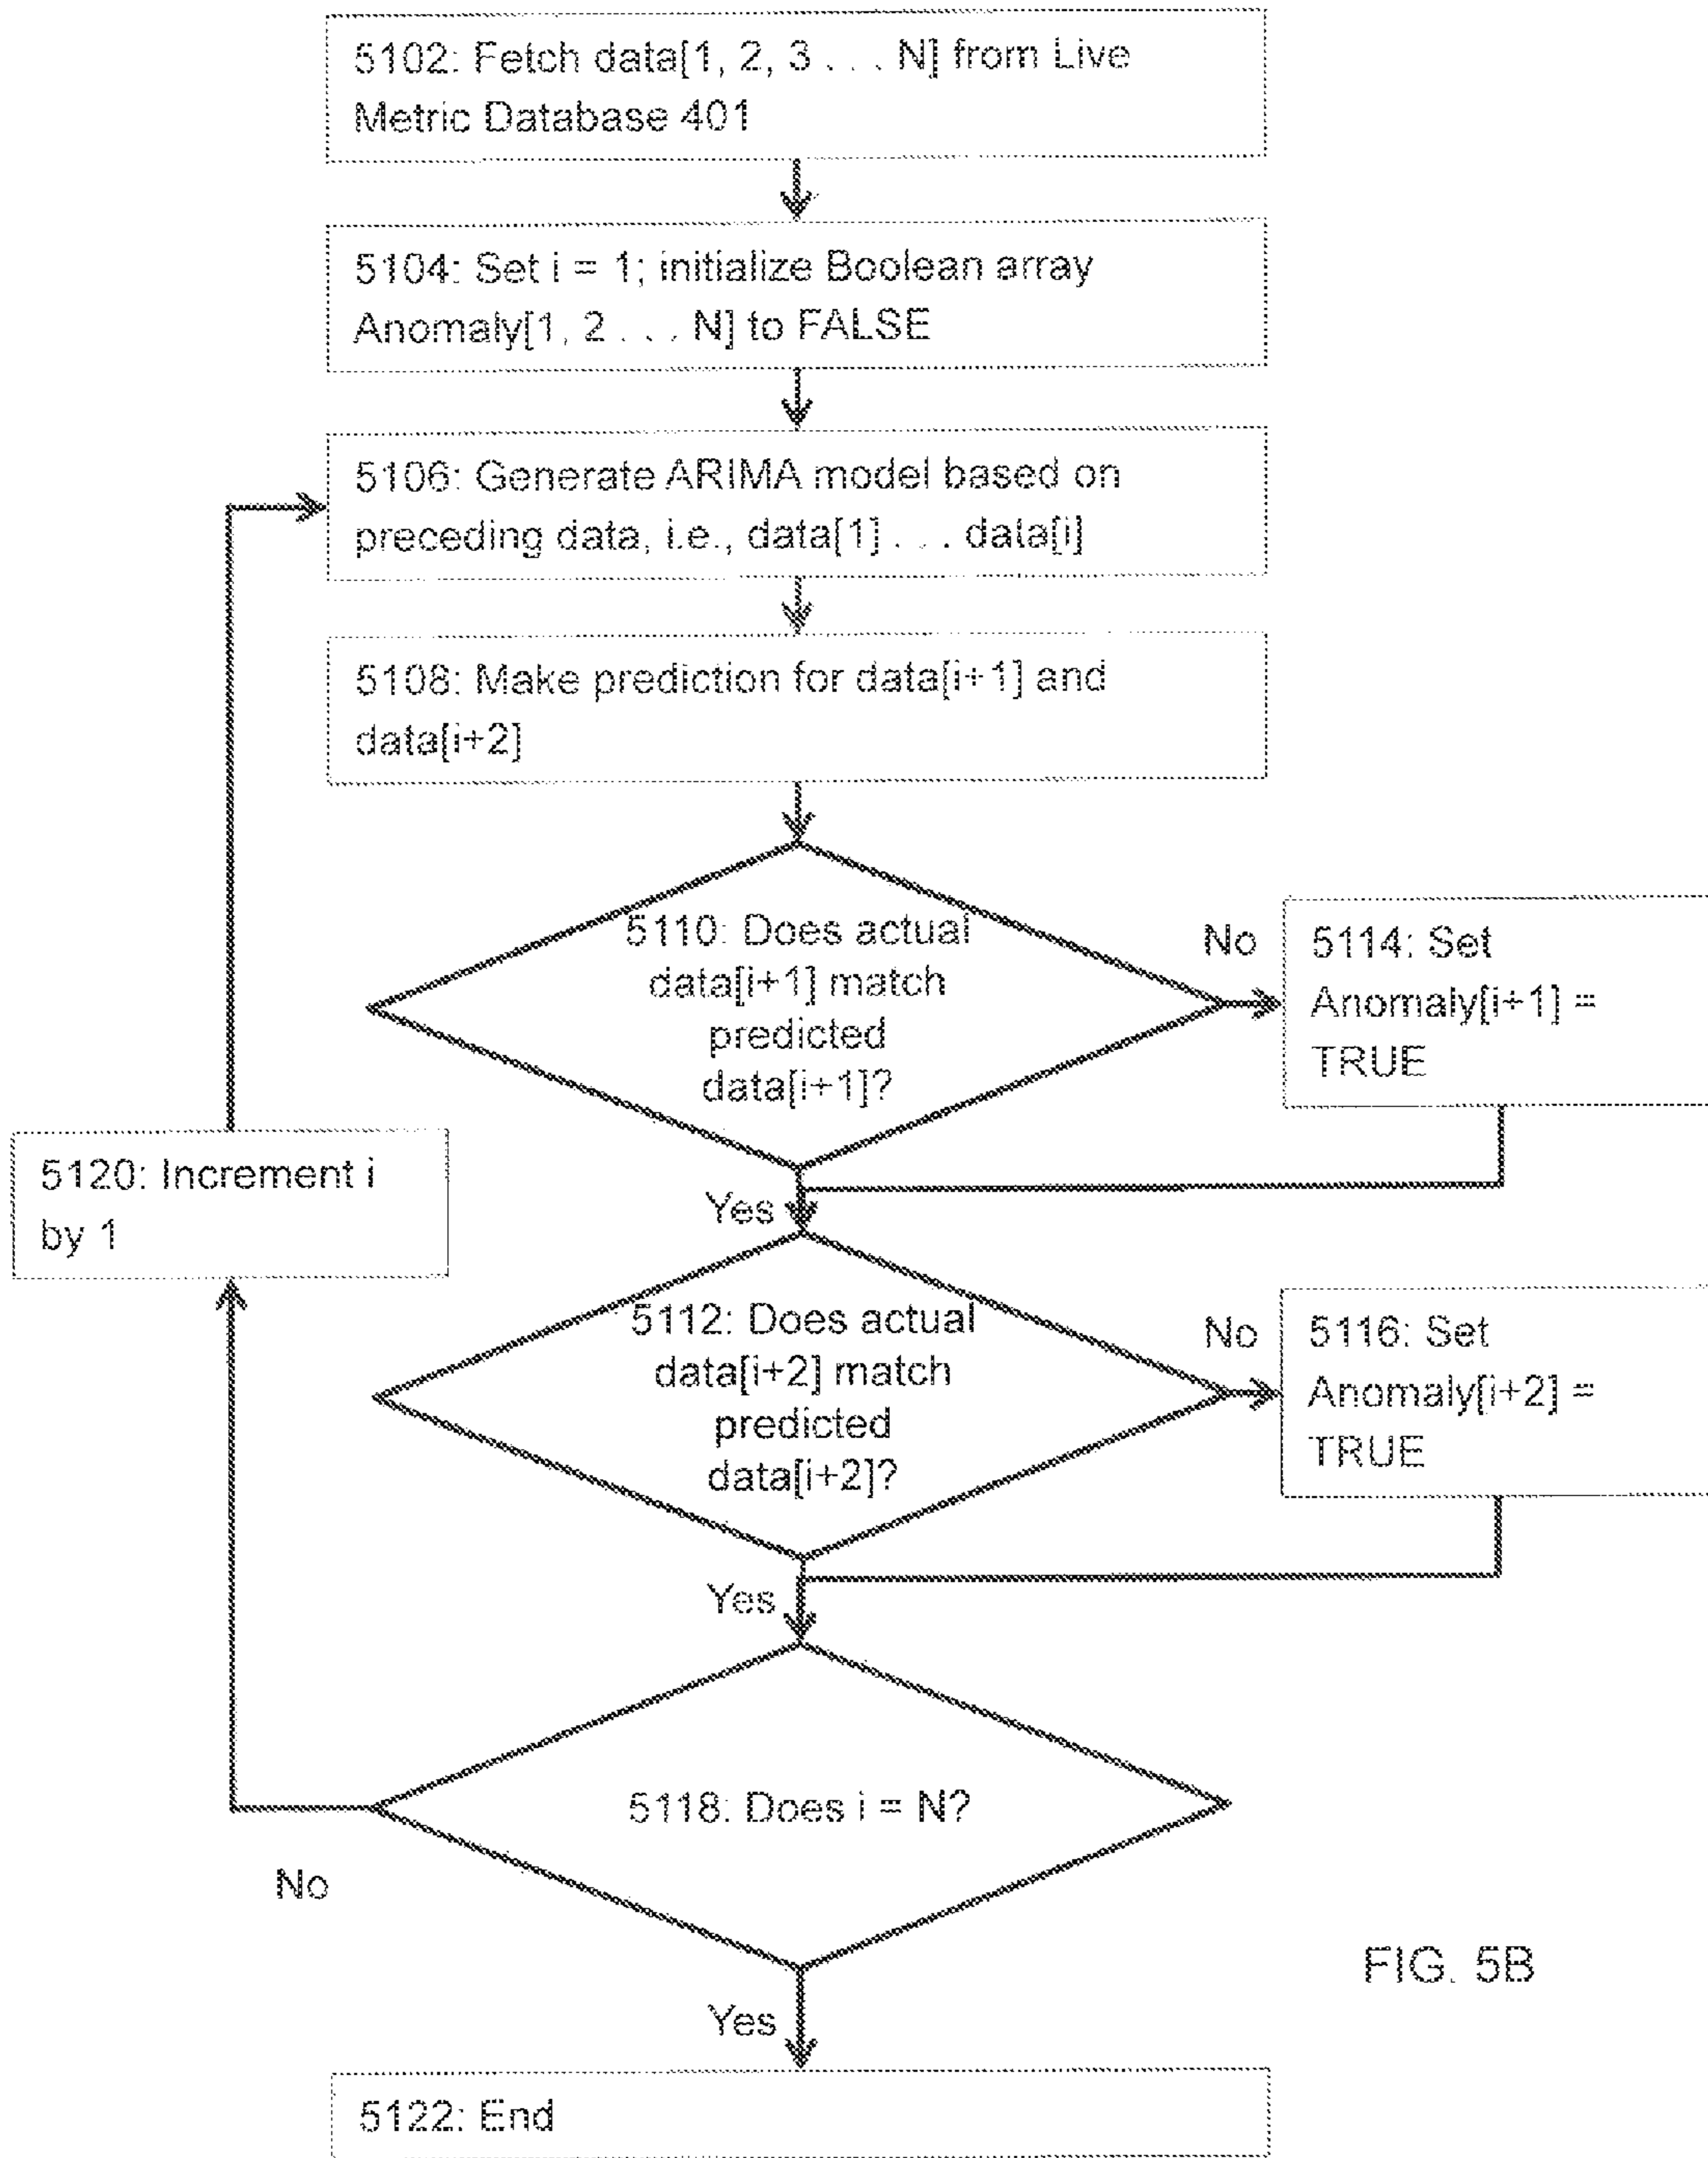 5102: Fetch data[1, 2, 3 . . . N] from Live
Metric Database 401
5104: Set i = 1; initialize Boolean array
Anomaly[1, 2 . . . N] to FALSE
5106: Generate ARIMA model based on
preceding data, i.e., data[1] . . . data[i]
5108: Make prediction for data[i+1] and
data[i+2]
5110: Does actual
data[i+1] match
predicted
data[i+1]?
No
5114: Set
Anomaly[i+1] =
TRUE
Yes
5120: Increment i
by 1
5112: Does actual
data[i+2] match
predicted
data[i+2]?
No
5116: Set
Anomaly[i+2] =
TRUE
Yes
5118: Does i = N?
No
Yes
FIG. 5B
5122: End